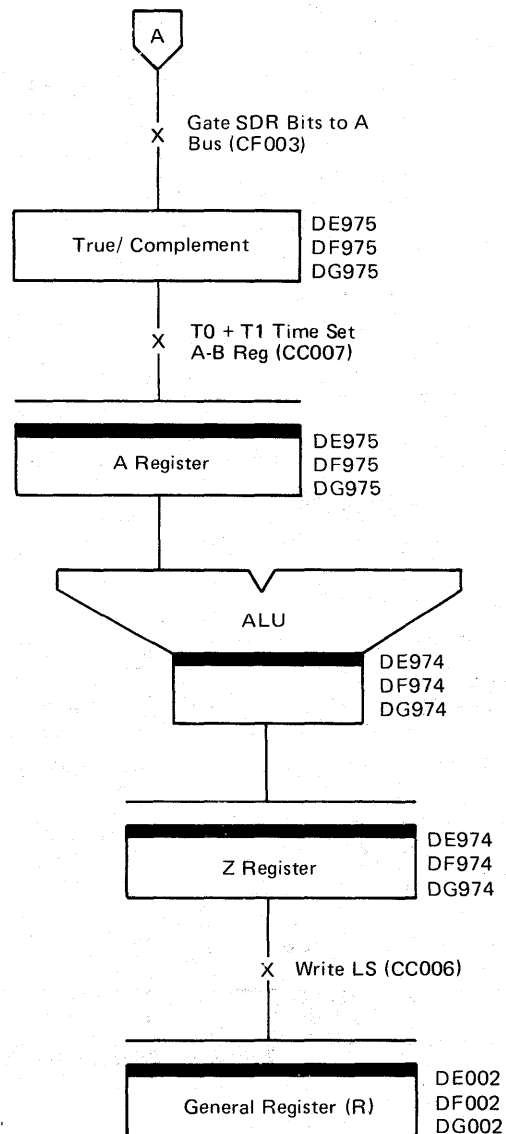 A
Gate SDR Bits to A
Bus (CF003)
True/ Complement
DE975
DF975
DG975
T0 + T1 Time Set
A-B Reg (CC007)
A Register
DE975
DF975
DG975
ALU
DE974
DF974
DG974
Z Register
DE974
DF974
DG974
Write LS (CC006)
General Register (R)
DE002
DF002
DG002